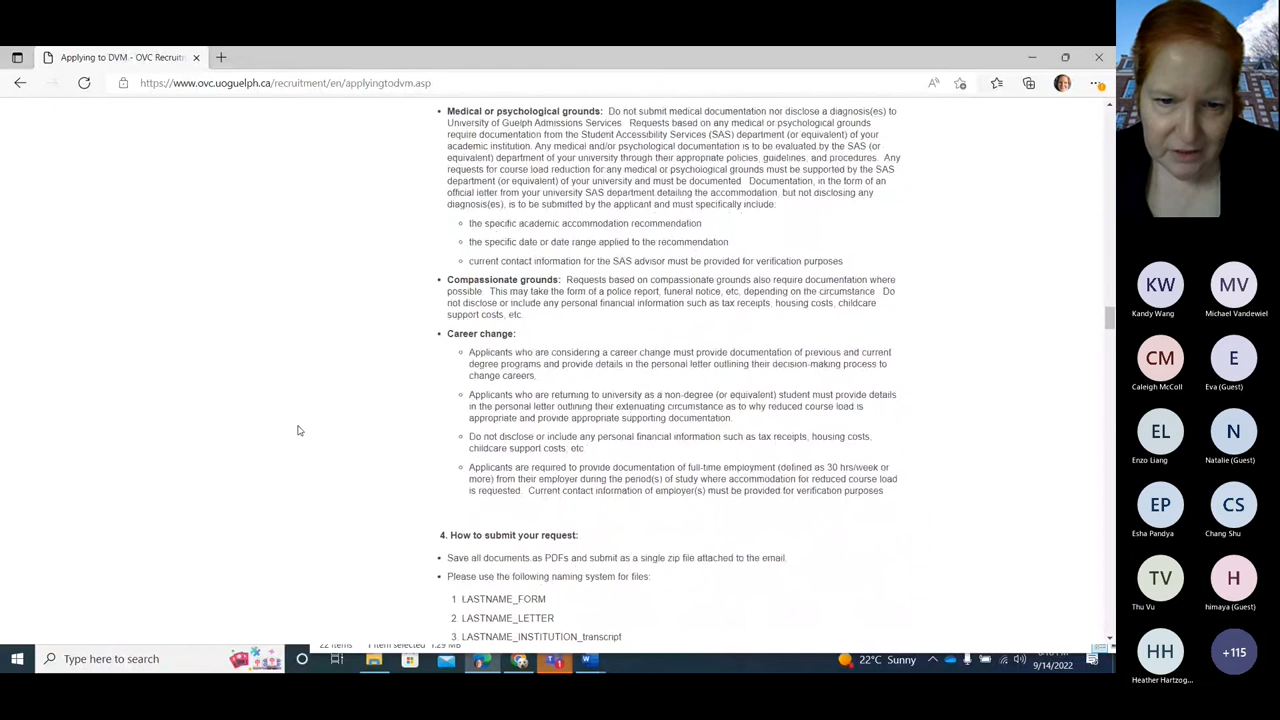 Applying to DVM - OVC Recruitm
https://www.ovc.uoguelph.ca/recruitment/en/applyingtodvm.asp
• Medical or psychological grounds: Do not submit medical documentation nor disclose a diagnosis(es) to
University of Guelph Admissions Services. Requests based on any medical or psychological grounds
require documentation from the Student Accessibility Services (SAS) department (or equivalent) of your
academic institution. Any medical and/or psychological documentation is to be evaluated by the SAS (or
equivalent) department of your university through their appropriate policies, guidelines, and procedures. Any
requests for course load reduction for any medical or psychological grounds must be supported by the SAS
department (or equivalent) of your university and must be documented Documentation, in the form of an
official letter from your university SAS department detailing the accommodation, but not disclosing any
diagnosis(es), is to be submitted by the applicant and must specifically include:
the specific academic accommodation recommendation
the specific date or date range applied to the recommendation
current contact information for the SAS advisor must be provided for verification purposes
• Compassionate grounds: Requests based on compassionate grounds also require documentation where
possible This may take the form of a police report, funeral notice, etc, depending on the circumstance Do
not disclose or include any personal financial information such as tax receipts, housing costs, childcare
support costs, etc
• Career change:
Applicants who are considering a career change must provide documentation of previous and current
degree programs and provide details in the personal letter outlining their decision-making process to
change careers,
Applicants who are returning to university as a non-degree (or equivalent) student must provide details
in the personal letter outlining their extenuating circumstance as to why reduced course load is
appropriate and provide appropriate supporting documentation.
Do not disclose or include any personal financial information such as tax receipts, housing costs,
childcare support costs, etc
Applicants are required to provide documentation of full-time employment (defined as 30 hrs/week or
more) from their employer during the period(s) of study where accommodation for reduced course load
is requested. Current contact information of employer(s) must be provided for verification purposes
4. How to submit your request:
• Save all documents as PDFs and submit as a single zip file attached to the email.
• Please use the following naming system for files:
1 LASTNAME_FORM
2. LASTNAME_LETTER
3. LASTNAME_INSTITUTION_transcript
22 items 1 item selected 1.29 MB
Type here to search
22°C Sunny
9/14/2022
KW
Kandy Wang
MV
Michael Vandewiel
CM
Caleigh McColl
E
Eva (Guest)
EL
Enzo Liang
N
Natalie (Guest)
EP
Esha Pandya
CS
Chang Shu
TV
Thu Vu
H
himaya (Guest)
HH
Heather Hartzog...
+115